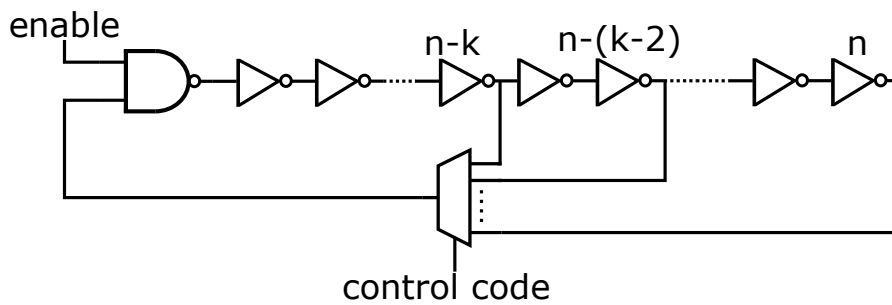 enable
n-k
n-(k-2)
n
control code